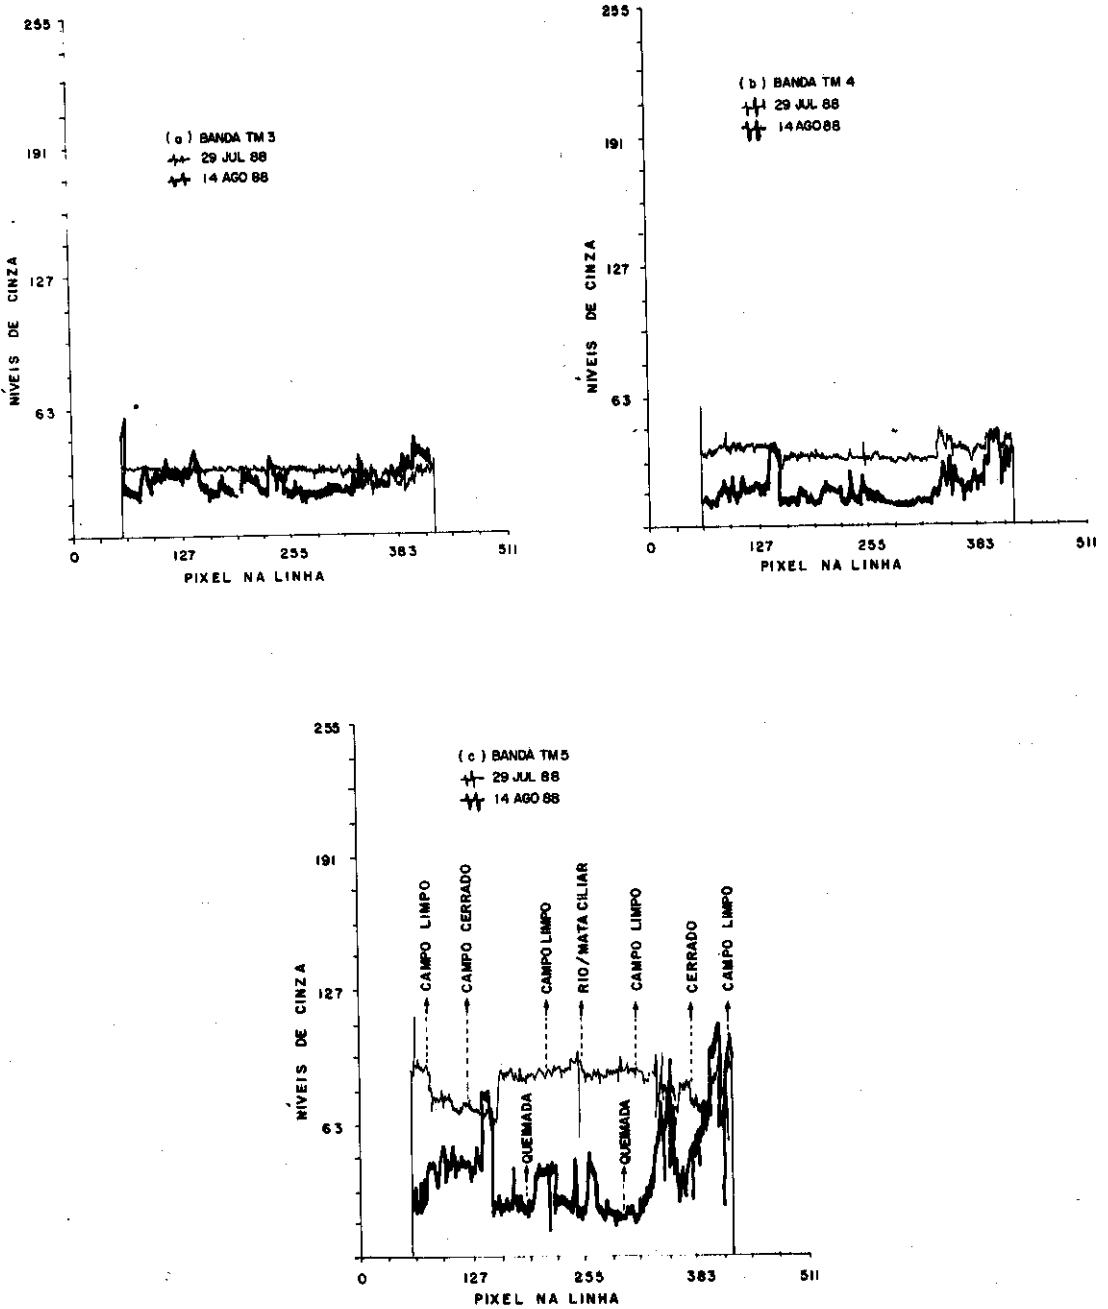 255
191
127
63
NÍVEIS DE CINZA
(a) BANDA TM 3
29 JUL 88
14 AGO 88
0 127 255 383 511
PIXEL NA LINHA
255
191
127
63
NÍVEIS DE CINZA
(b) BANDA TM 4
29 JUL 88
14 AGO 88
0 127 255 383 511
PIXEL NA LINHA
255
191
127
63
NÍVEIS DE CINZA
(c) BANDA TM5
29 JUL 88
14 AGO 88
CAMPO LIMPO
CAMPO CERRADO
CAMPO LIMPO
RIO/MATA CILIAR
CAMPO LIMPO
CERRADO
CAMPO LIMPO
QUEIMADA
QUEIMADA
0 127 255 383 511
PIXEL NA LINHA